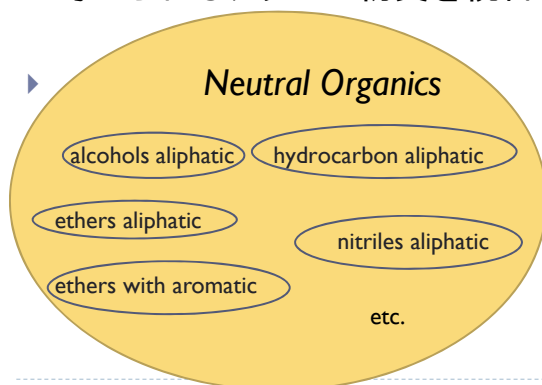 Neutral Organics
alcohols aliphatic
hydrocarbon aliphatic
ethers aliphatic
nitriles aliphatic
ethers with aromatic
etc.